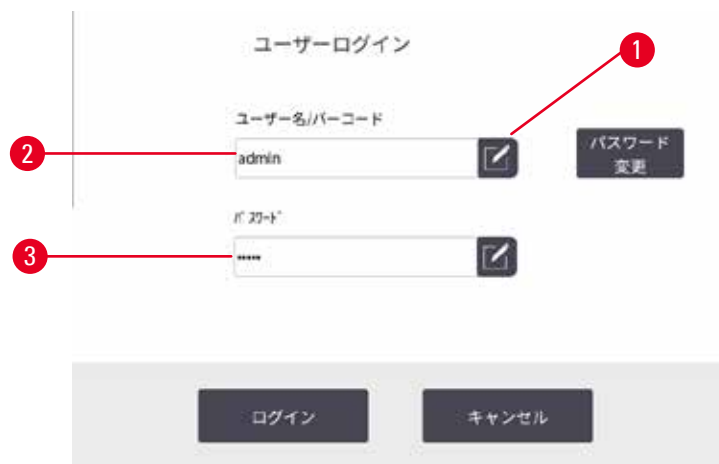 ユーザーログイン
1
ユーザー名/バーコード
2
admin
パスワード
変更
ﾊﾟｽﾜｰﾄﾞ
3
•••••
ログイン
キャンセル